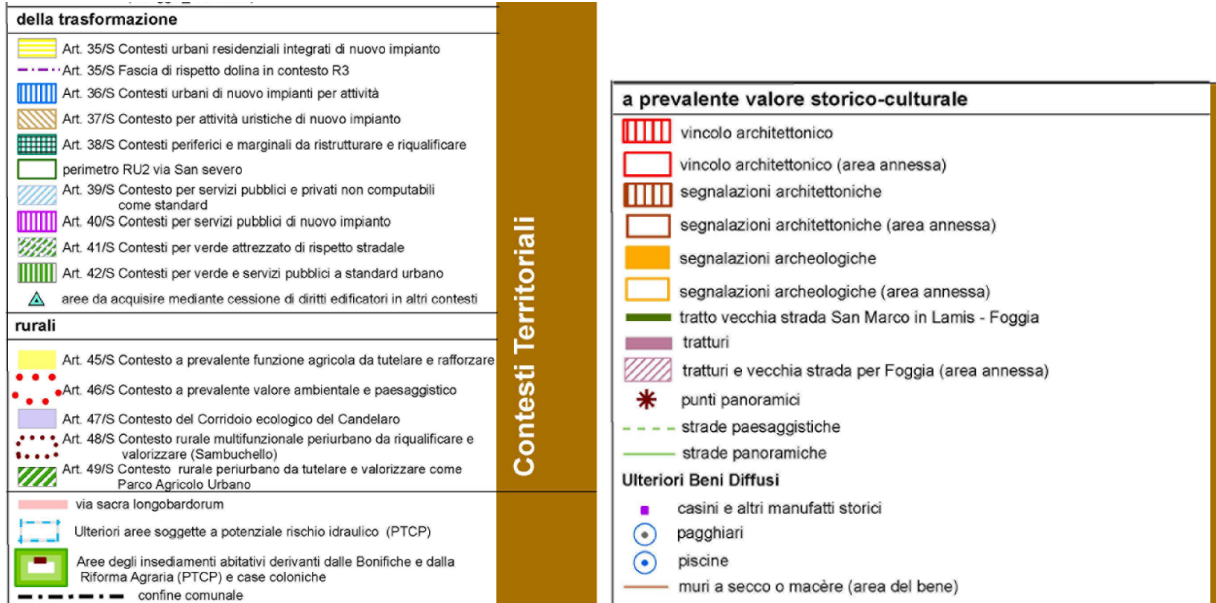 della trasformazione
Art. 35/S Contesti urbani residenziali integrati di nuovo impianto
Art. 35/S Fascia di rispetto dolina in contesto R3
Art. 36/S Contesti urbani di nuovo impianti per attività
Art. 37/S Contesto per attività uristiche di nuovo impianto
Art. 38/S Contesti periferici e marginali da ristrutturare e riqualificare
perimetro RU2 via San severo
Art. 39/S Contesto per servizi pubblici e privati non computabili
come standard
Art. 40/S Contesti per servizi pubblici di nuovo impianto
Art. 41/S Contesti per verde attrezzato di rispetto stradale
Art. 42/S Contesti per verde e servizi pubblici a standard urbano
aree da acquisire mediante cessione di diritti edificatori in altri contesti
rurali
Art. 45/S Contesto a prevalente funzione agricola da tutelare e rafforzare
Art. 46/S Contesto a prevalente valore ambientale e paesaggistico
Art. 47/S Contesto del Corridoio ecologico del Candelaro
Art. 48/S Contesto rurale multifunzionale periurbano da riqualificare e
valorizzare (Sambuchello)
Art. 49/S Contesto rurale periurbano da tutelare e valorizzare come
Parco Agricolo Urbano
via sacra longobardorum
Ulteriori aree soggette a potenziale rischio idraulico (PTCP)
Aree degli insediamenti abitativi derivanti dalle Bonifiche e dalla
Riforma Agraria (PTCP) e case coloniche
confine comunale
Contesti Territoriali
a prevalente valore storico-culturale
vincolo architettonico
vincolo architettonico (area annessa)
segnalazioni architettoniche
segnalazioni architettoniche (area annessa)
segnalazioni archeologiche
segnalazioni archeologiche (area annessa)
tratto vecchia strada San Marco in Lamis - Foggia
tratturi
tratturi e vecchia strada per Foggia (area annessa)
punti panoramici
strade paesaggistiche
strade panoramiche
Ulteriori Beni Diffusi
casini e altri manufatti storici
pagghiari
piscine
muri a secco o macère (area del bene)